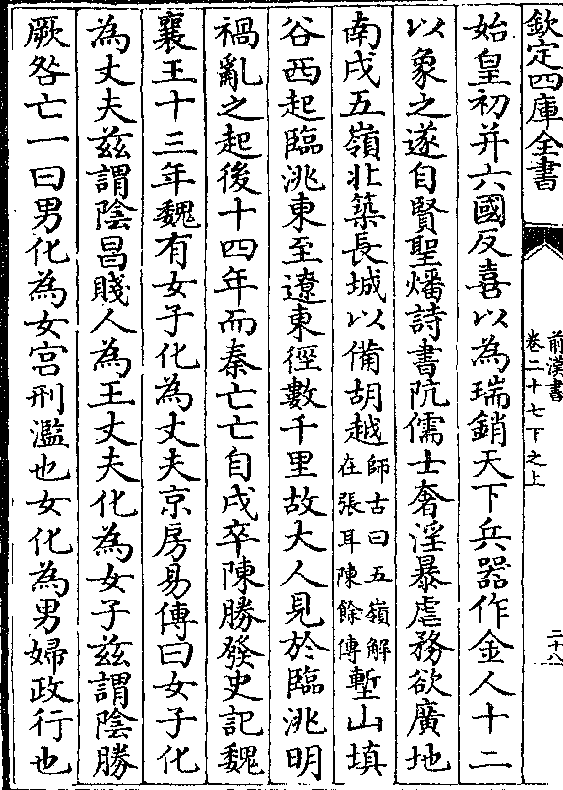 欽定四庫全書
前漢書
卷二十七下之上
二十八
始皇初并六國反喜以為瑞銷天下兵器作金人十二
以象之遂自賢聖燔詩書阬儒士奢淫暴虐務欲廣地
南戍五嶺北築長城以備胡越師古曰五嶺解在張耳陳餘傳塹山填
谷西起臨洮東至遼東徑數千里故大人見於臨洮明
禍亂之起後十四年而秦亡亡自戍卒陳勝發史記魏
襄王十三年魏有女子化為丈夫京房易傳曰女子化
為丈夫兹謂陰昌賤人為王丈夫化為女子兹謂陰勝
厥咎亡一曰男化為女宫刑濫也女化為男婦政行也